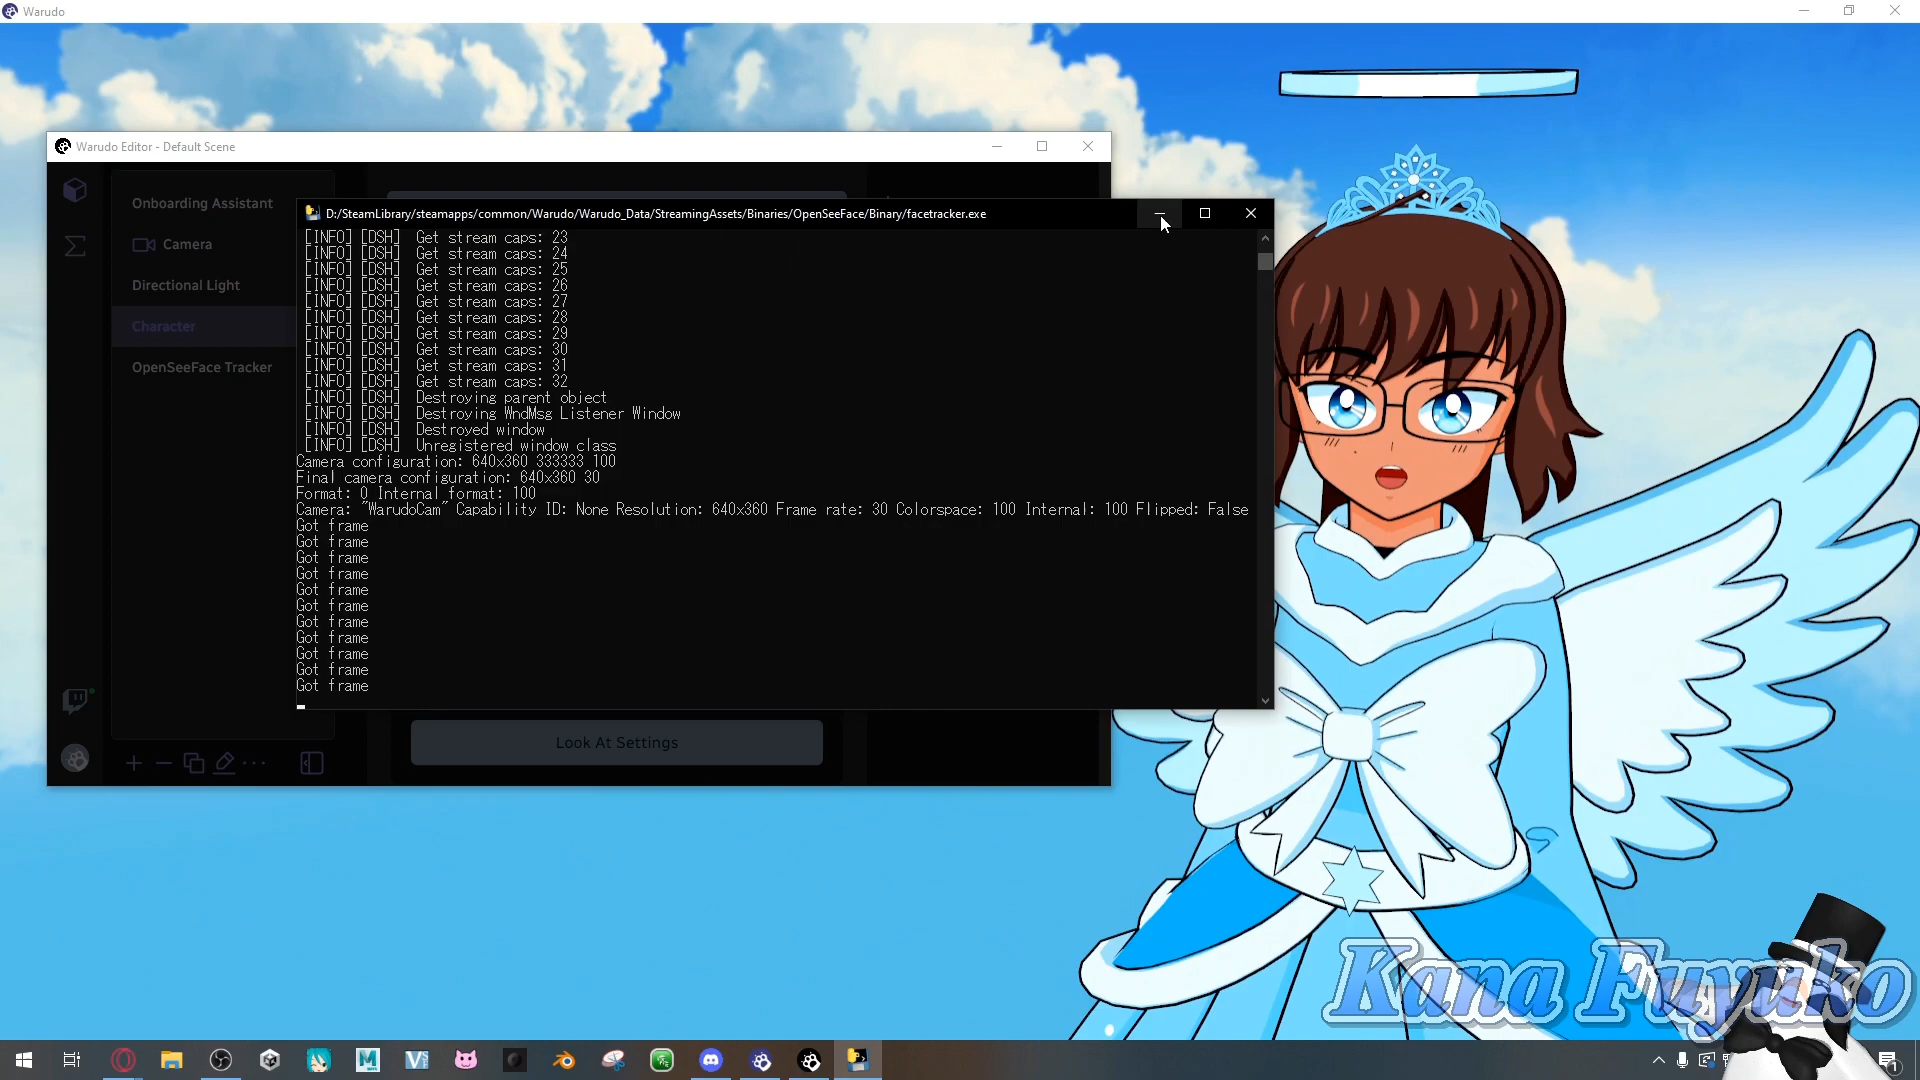 Warudo
Warudo Editor - Default Scene
Onboarding Assistant
Camera
Directional Light
Character
OpenSeeFace Tracker
D:/SteamLibrary/steamapps/common/Warudo/Warudo_Data/StreamingAssets/Binaries/OpenSeeFace/Binary/facetracker.exe
[INFO] [DSH] Get stream caps: 23
[INFO] [DSH] Get stream caps: 24
[INFO] [DSH] Get stream caps: 25
[INFO] [DSH] Get stream caps: 26
[INFO] [DSH] Get stream caps: 27
[INFO] [DSH] Get stream caps: 28
[INFO] [DSH] Get stream caps: 29
[INFO] [DSH] Get stream caps: 30
[INFO] [DSH] Get stream caps: 31
[INFO] [DSH] Get stream caps: 32
[INFO] [DSH] Destroying parent object
[INFO] [DSH] Destroying WndMsg Listener Window
[INFO] [DSH] Destroyed window
[INFO] [DSH] Unregistered window class
Camera configuration: 640x360 333333 100
Final camera configuration: 640x360 30
Format: 0 Internal format: 100
Camera: "WarudoCam" Capability ID: None Resolution: 640x360 Frame rate: 30 Colorspace: 100 Internal: 100 Flipped: False
Got frame
Got frame
Got frame
Got frame
Got frame
Got frame
Got frame
Got frame
Got frame
Got frame
Got frame
Look At Settings
Kana Fuyuko